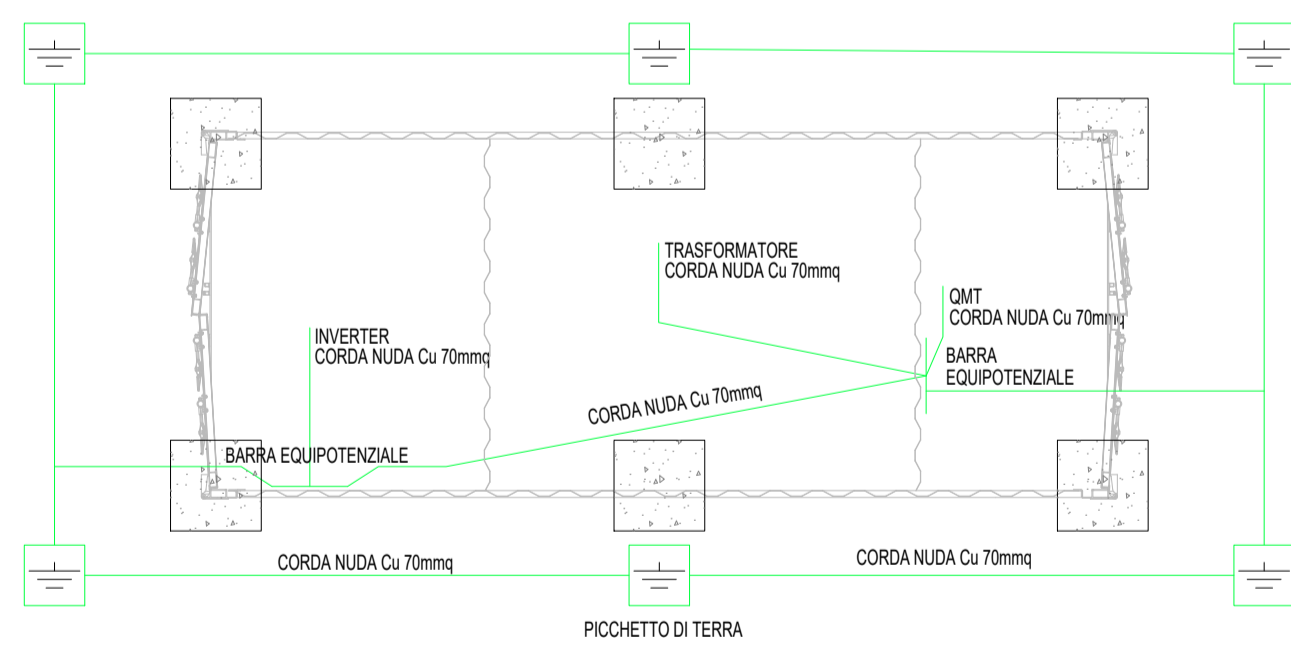 TRASFORMATORE
CORDA NUDA Cu 70mmq
QMT
CORDA NUDA Cu 70mmq
INVERTER
CORDA NUDA Cu 70mmq
BARRA
EQUIPOTENZIALE
CORDA NUDA Cu 70mmq
BARRA EQUIPOTENZIALE
CORDA NUDA Cu 70mmq
CORDA NUDA Cu 70mmq
PICCHETTO DI TERRA